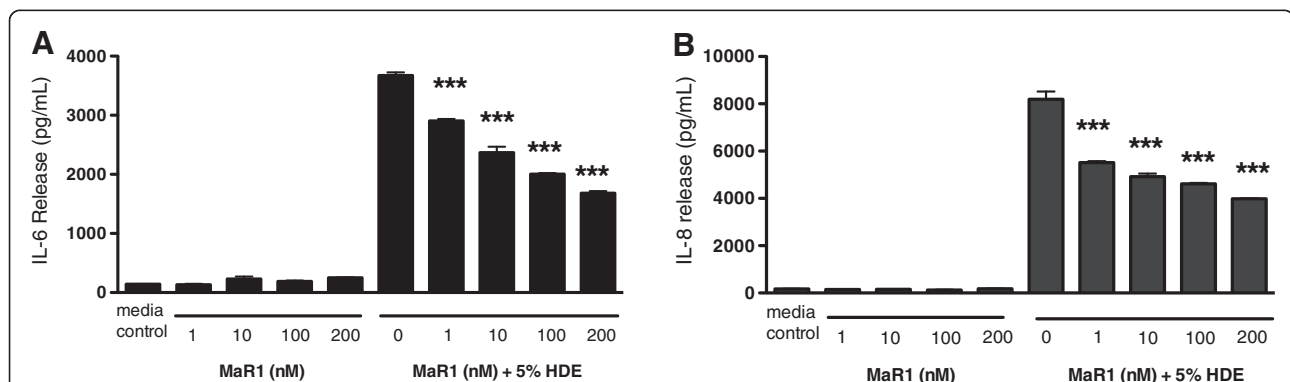 A
IL-6 Release (pg/mL)
4000
3000
2000
1000
0
***
***
***
***
media
control
1 10 100 200
0 1 10 100 200
MaR1 (nM)
MaR1 (nM) + 5% HDE
B
IL-8 release (pg/mL)
10000
8000
6000
4000
2000
0
***
***
***
***
media
control
1 10 100 200
0 1 10 100 200
MaR1 (nM)
MaR1 (nM) + 5% HDE